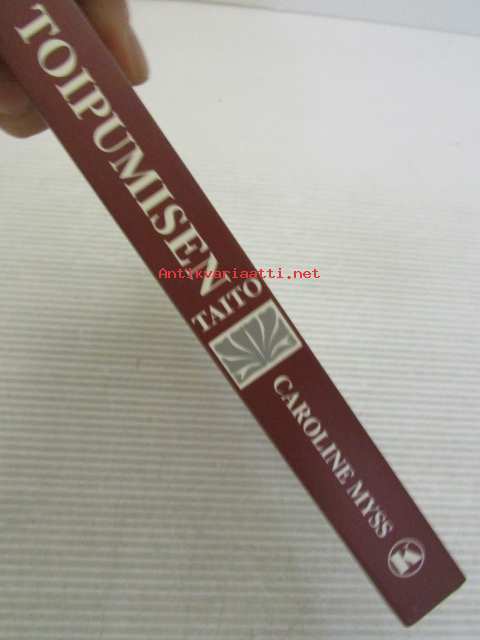 TOIPUMISEN
TAITO
CAROLINE MYSS
K
Antikvariaatti.net